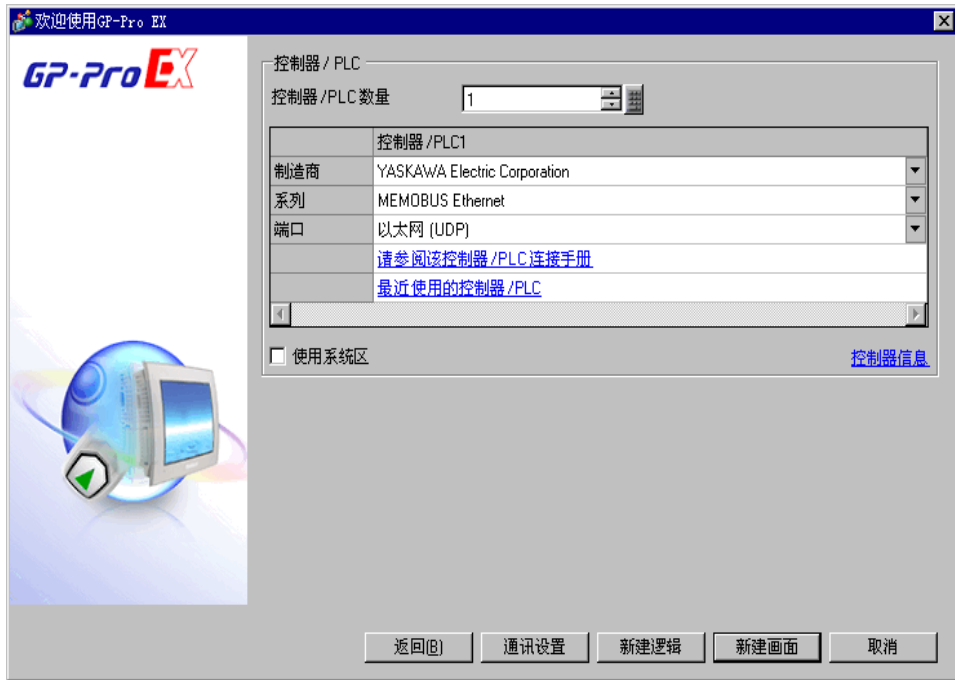 欢迎使用GP-Pro EX
GP-Pro EX
控制器 / PLC
控制器 /PLC 数量
1
控制器 /PLC1
制造商
YASKAWA Electric Corporation
系列
MEMOBUS Ethernet
端口
以太网 (UDP)
请参阅该控制器 /PLC 连接手册
最近使用的控制器 /PLC
使用系统区
控制器信息
返回(B)
通讯设置
新建逻辑
新建画面
取消